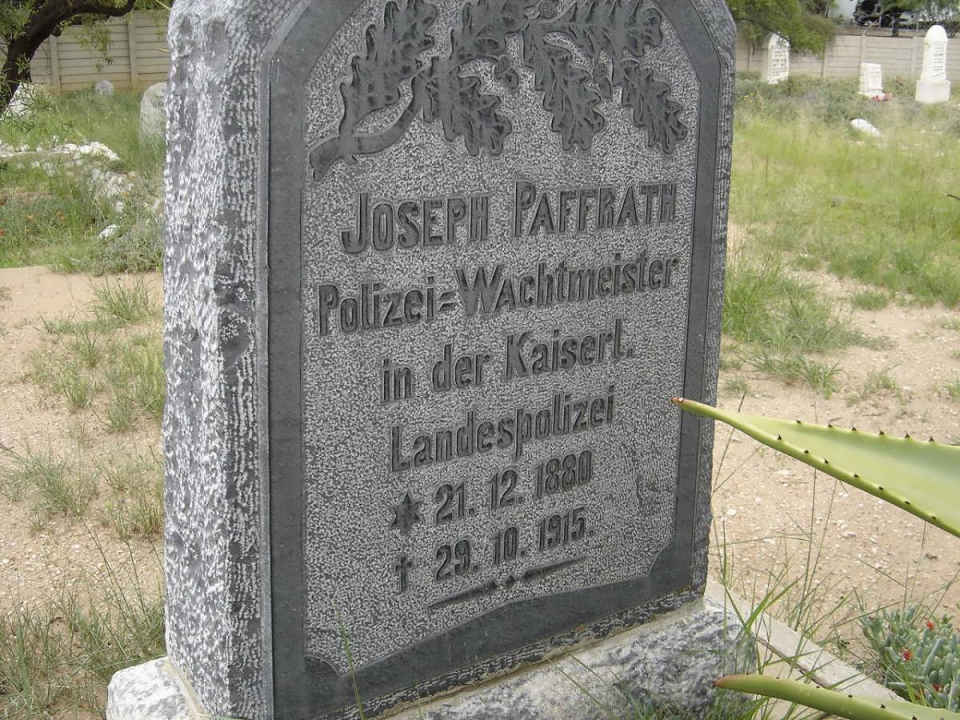 JOSEPH PAFFRATH
Polizei=Wachtmeister
in der Kaiserl.
Landespolizei
* 21. 12. 1880
† 29. 10. 1915.